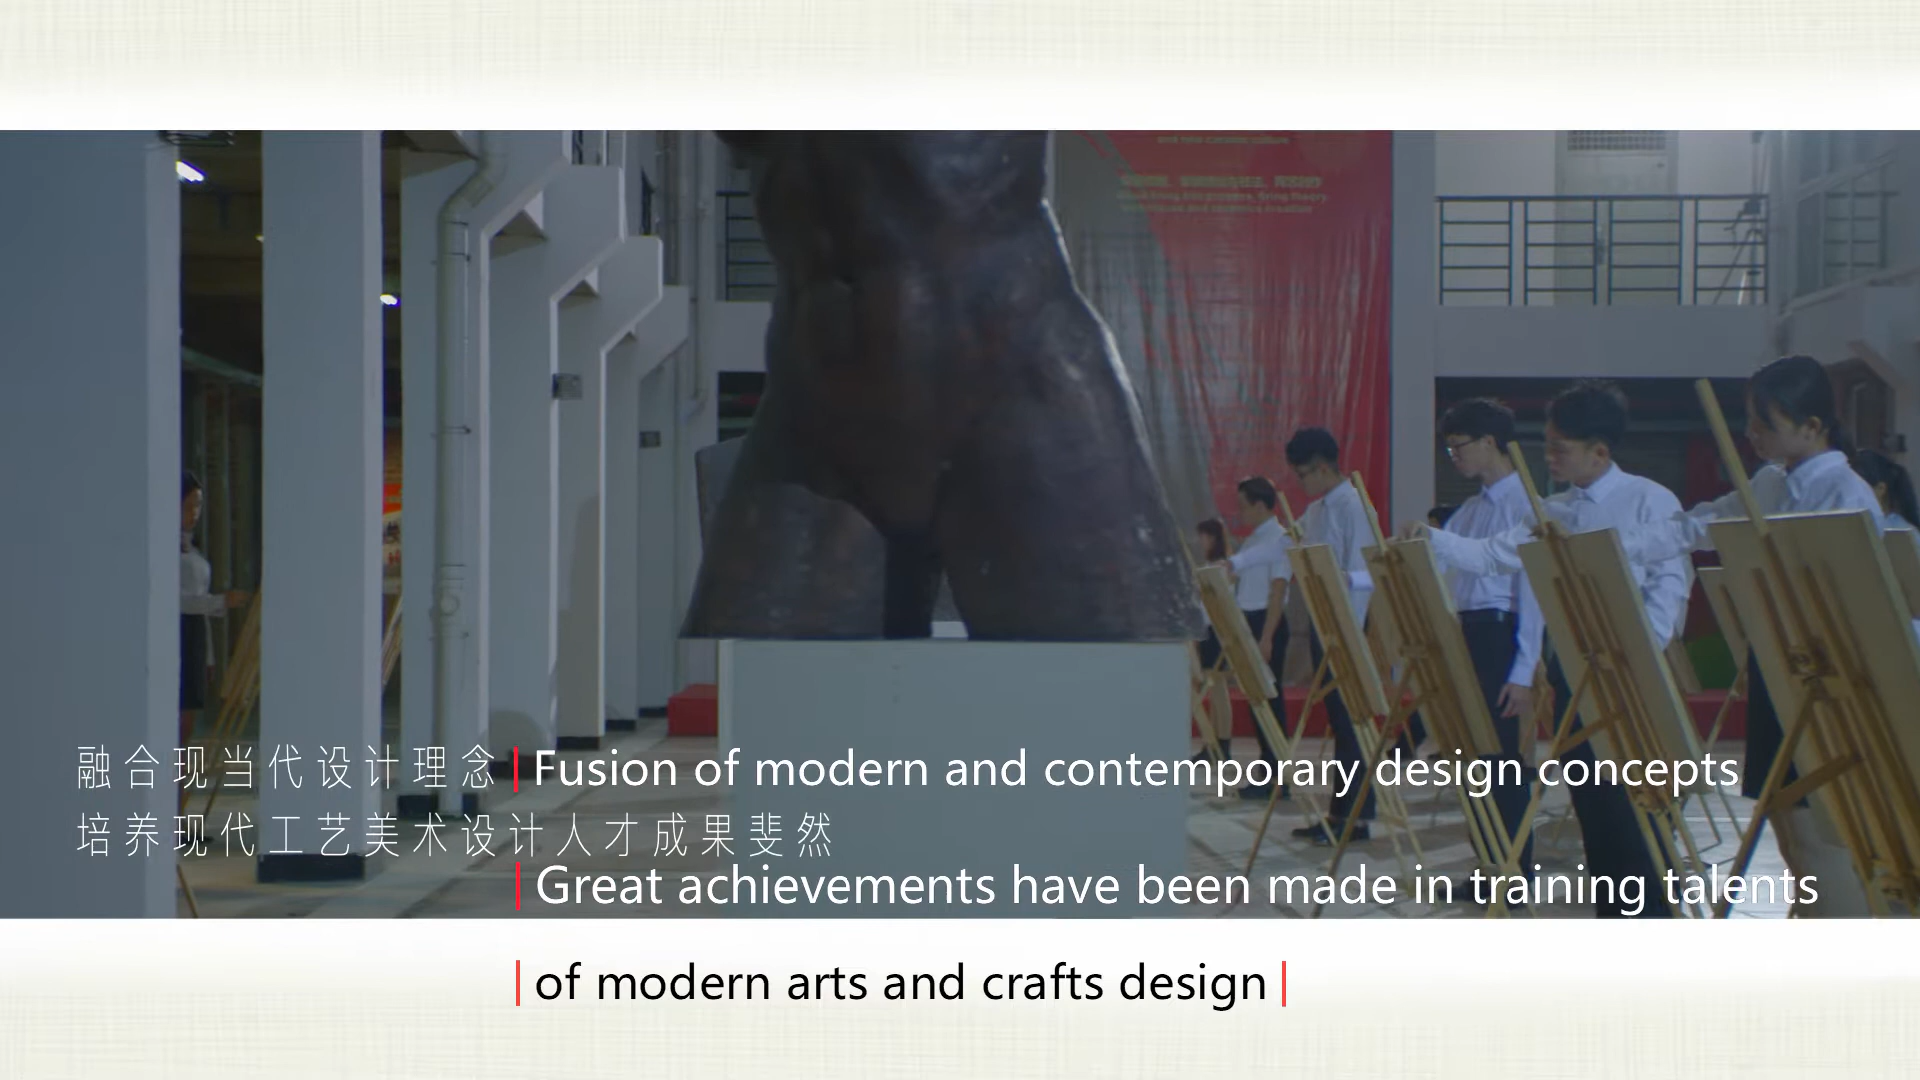 融合现当代设计理念|Fusion of modern and contemporary design concepts
培养现代工艺美术设计人才成果斐然
|Great achievements have been made in training talents
|of modern arts and crafts design|